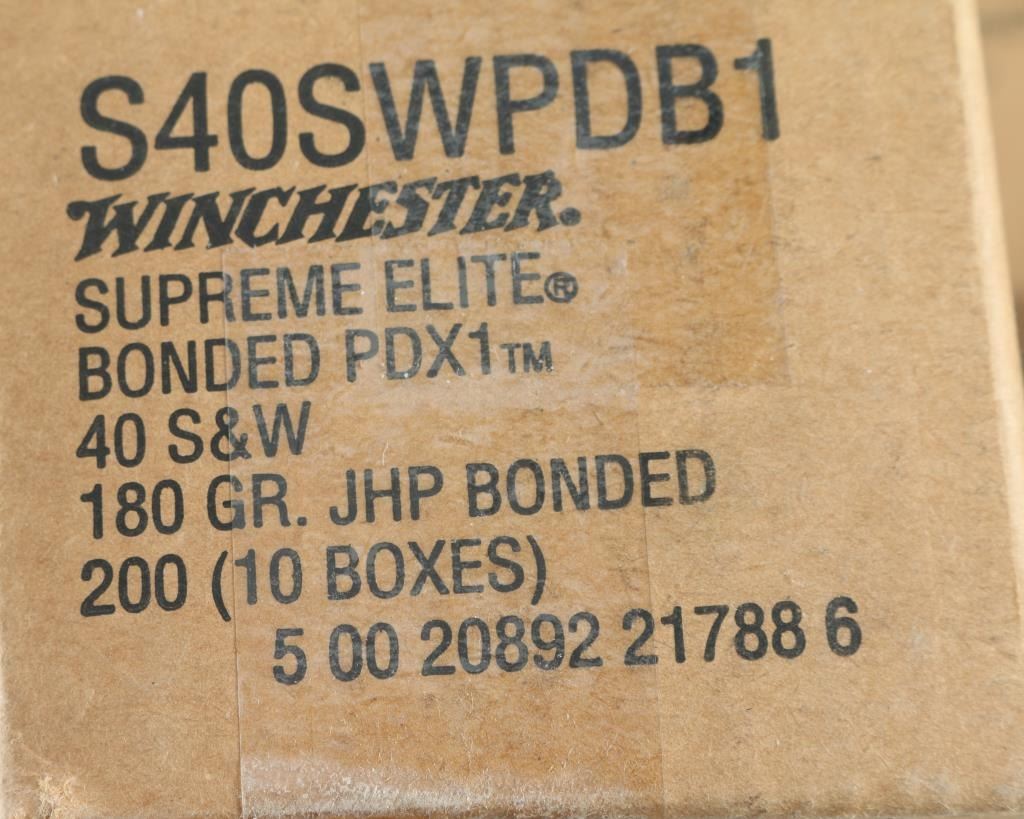 S40SWPDB1
WINCHESTER.
SUPREME ELITE®
BONDED PDX1™
40 S&W
180 GR. JHP BONDED
200 (10 BOXES)
5 00 20892 21788 6